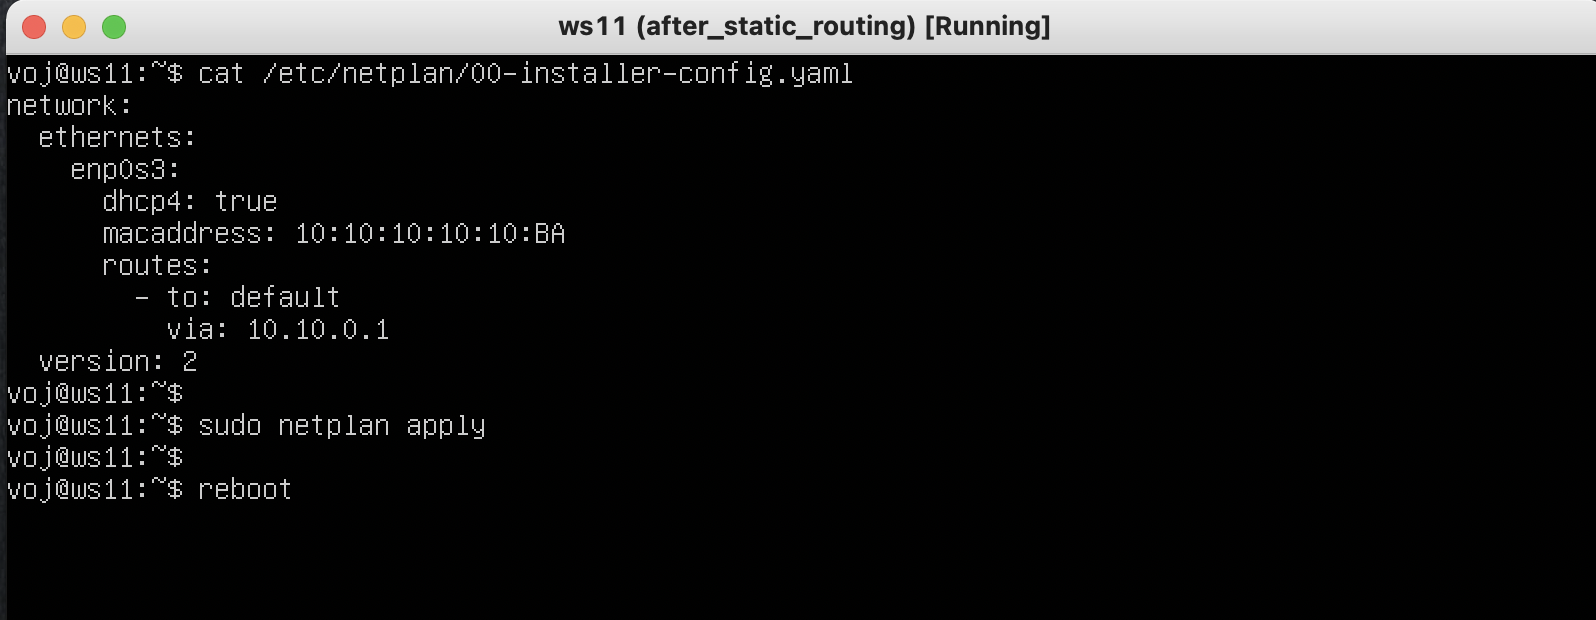 ws11 (after_static_routing) [Running]
voj@ws11:~$ cat /etc/netplan/00-installer-config.yaml
network:
  ethernets:
    enp0s3:
      dhcp4: true
      macaddress: 10:10:10:10:10:BA
      routes:
        - to: default
          via: 10.10.0.1
  version: 2
voj@ws11:~$
voj@ws11:~$ sudo netplan apply
voj@ws11:~$
voj@ws11:~$ reboot